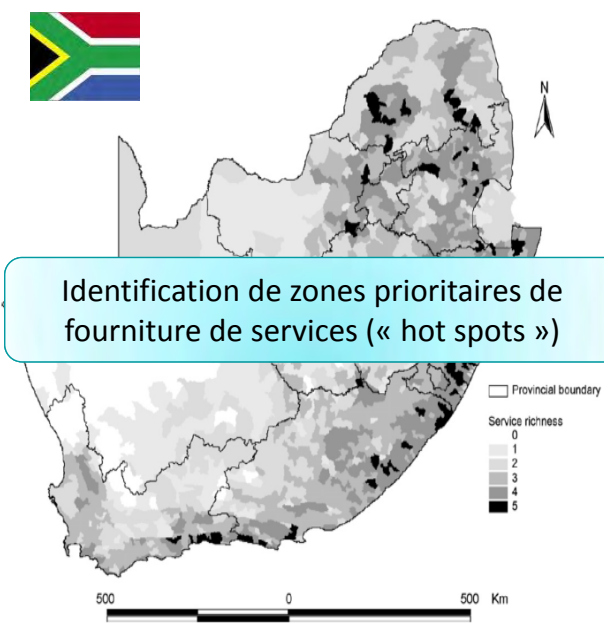 N
Identification de zones prioritaires de
fourniture de services (« hot spots »)
Provincial boundary
Service richness
0
1
2
3
4
5
500 0 500 Km